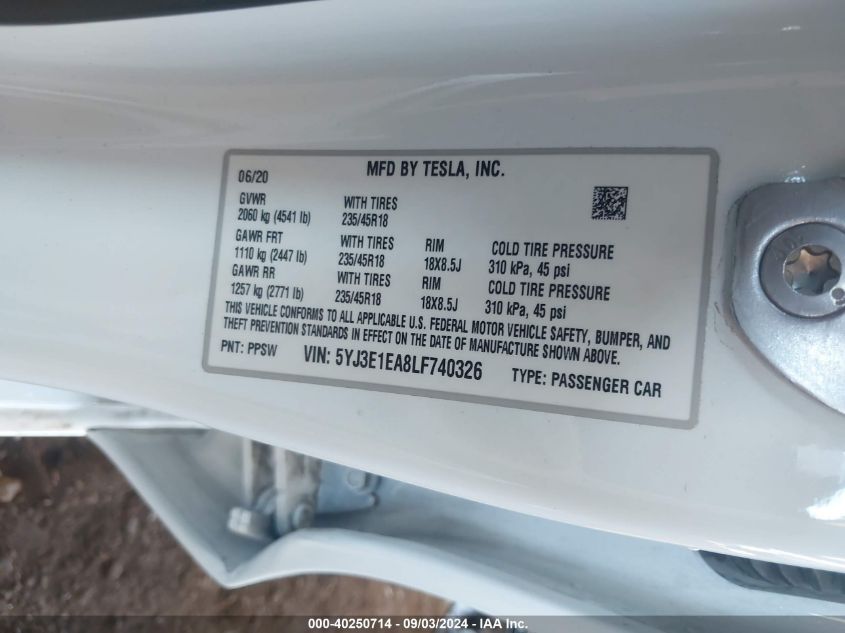 MFD BY TESLA, INC.
06/20
GVWR WITH TIRES
2060 kg (4541 lb) 235/45R18
GAWR FRT WITH TIRES RIM COLD TIRE PRESSURE
1110 kg (2447 lb) 235/45R18 18X8.5J 310 kPa, 45 psi
GAWR RR WITH TIRES RIM COLD TIRE PRESSURE
1257 kg (2771 lb) 235/45R18 18X8.5J 310 kPa, 45 psi
THIS VEHICLE CONFORMS TO ALL APPLICABLE U.S. FEDERAL MOTOR VEHICLE SAFETY, BUMPER, AND
THEFT PREVENTION STANDARDS IN EFFECT ON THE DATE OF MANUFACTURE SHOWN ABOVE.
PNT: PPSW VIN: 5YJ3E1EA8LF740326 TYPE: PASSENGER CAR
000-40250714 - 09/03/2024 - IAA Inc.